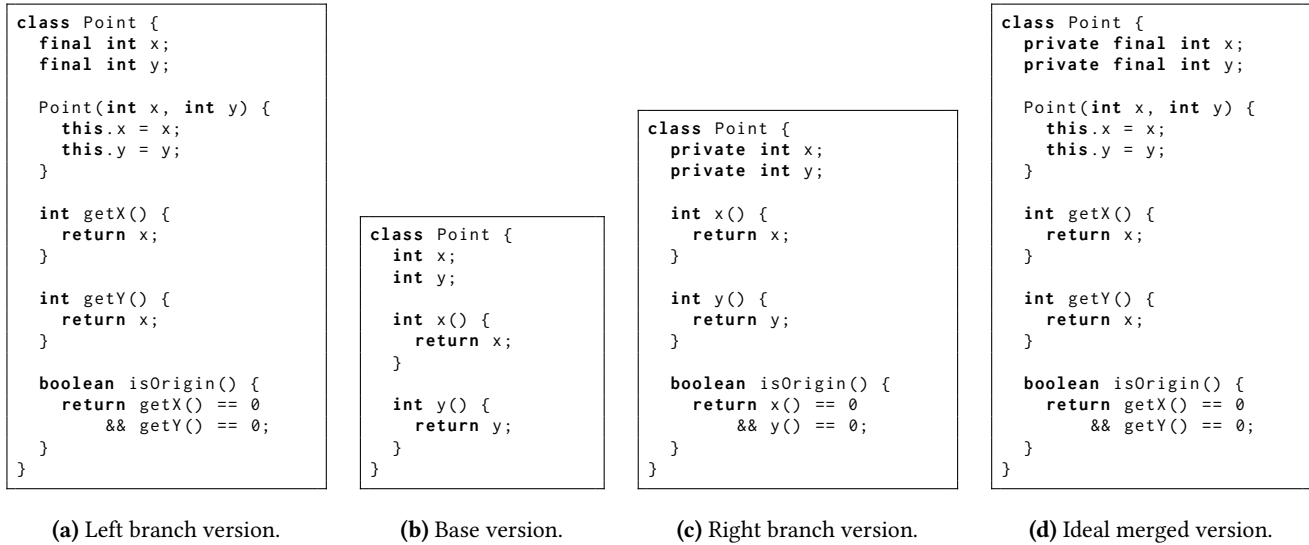 class Point {
  final int x;
  final int y;

  Point(int x, int y) {
    this.x = x;
    this.y = y;
  }

  int getX() {
    return x;
  }

  int getY() {
    return x;
  }

  boolean isOrigin() {
    return getX() == 0
        && getY() == 0;
  }
}
(a) Left branch version.
class Point {
  int x;
  int y;

  int x() {
    return x;
  }

  int y() {
    return y;
  }
}
(b) Base version.
class Point {
  private int x;
  private int y;

  int x() {
    return x;
  }

  int y() {
    return y;
  }

  boolean isOrigin() {
    return x() == 0
        && y() == 0;
  }
}
(c) Right branch version.
class Point {
  private final int x;
  private final int y;

  Point(int x, int y) {
    this.x = x;
    this.y = y;
  }

  int getX() {
    return x;
  }

  int getY() {
    return x;
  }

  boolean isOrigin() {
    return getX() == 0
        && getY() == 0;
  }
}
(d) Ideal merged version.